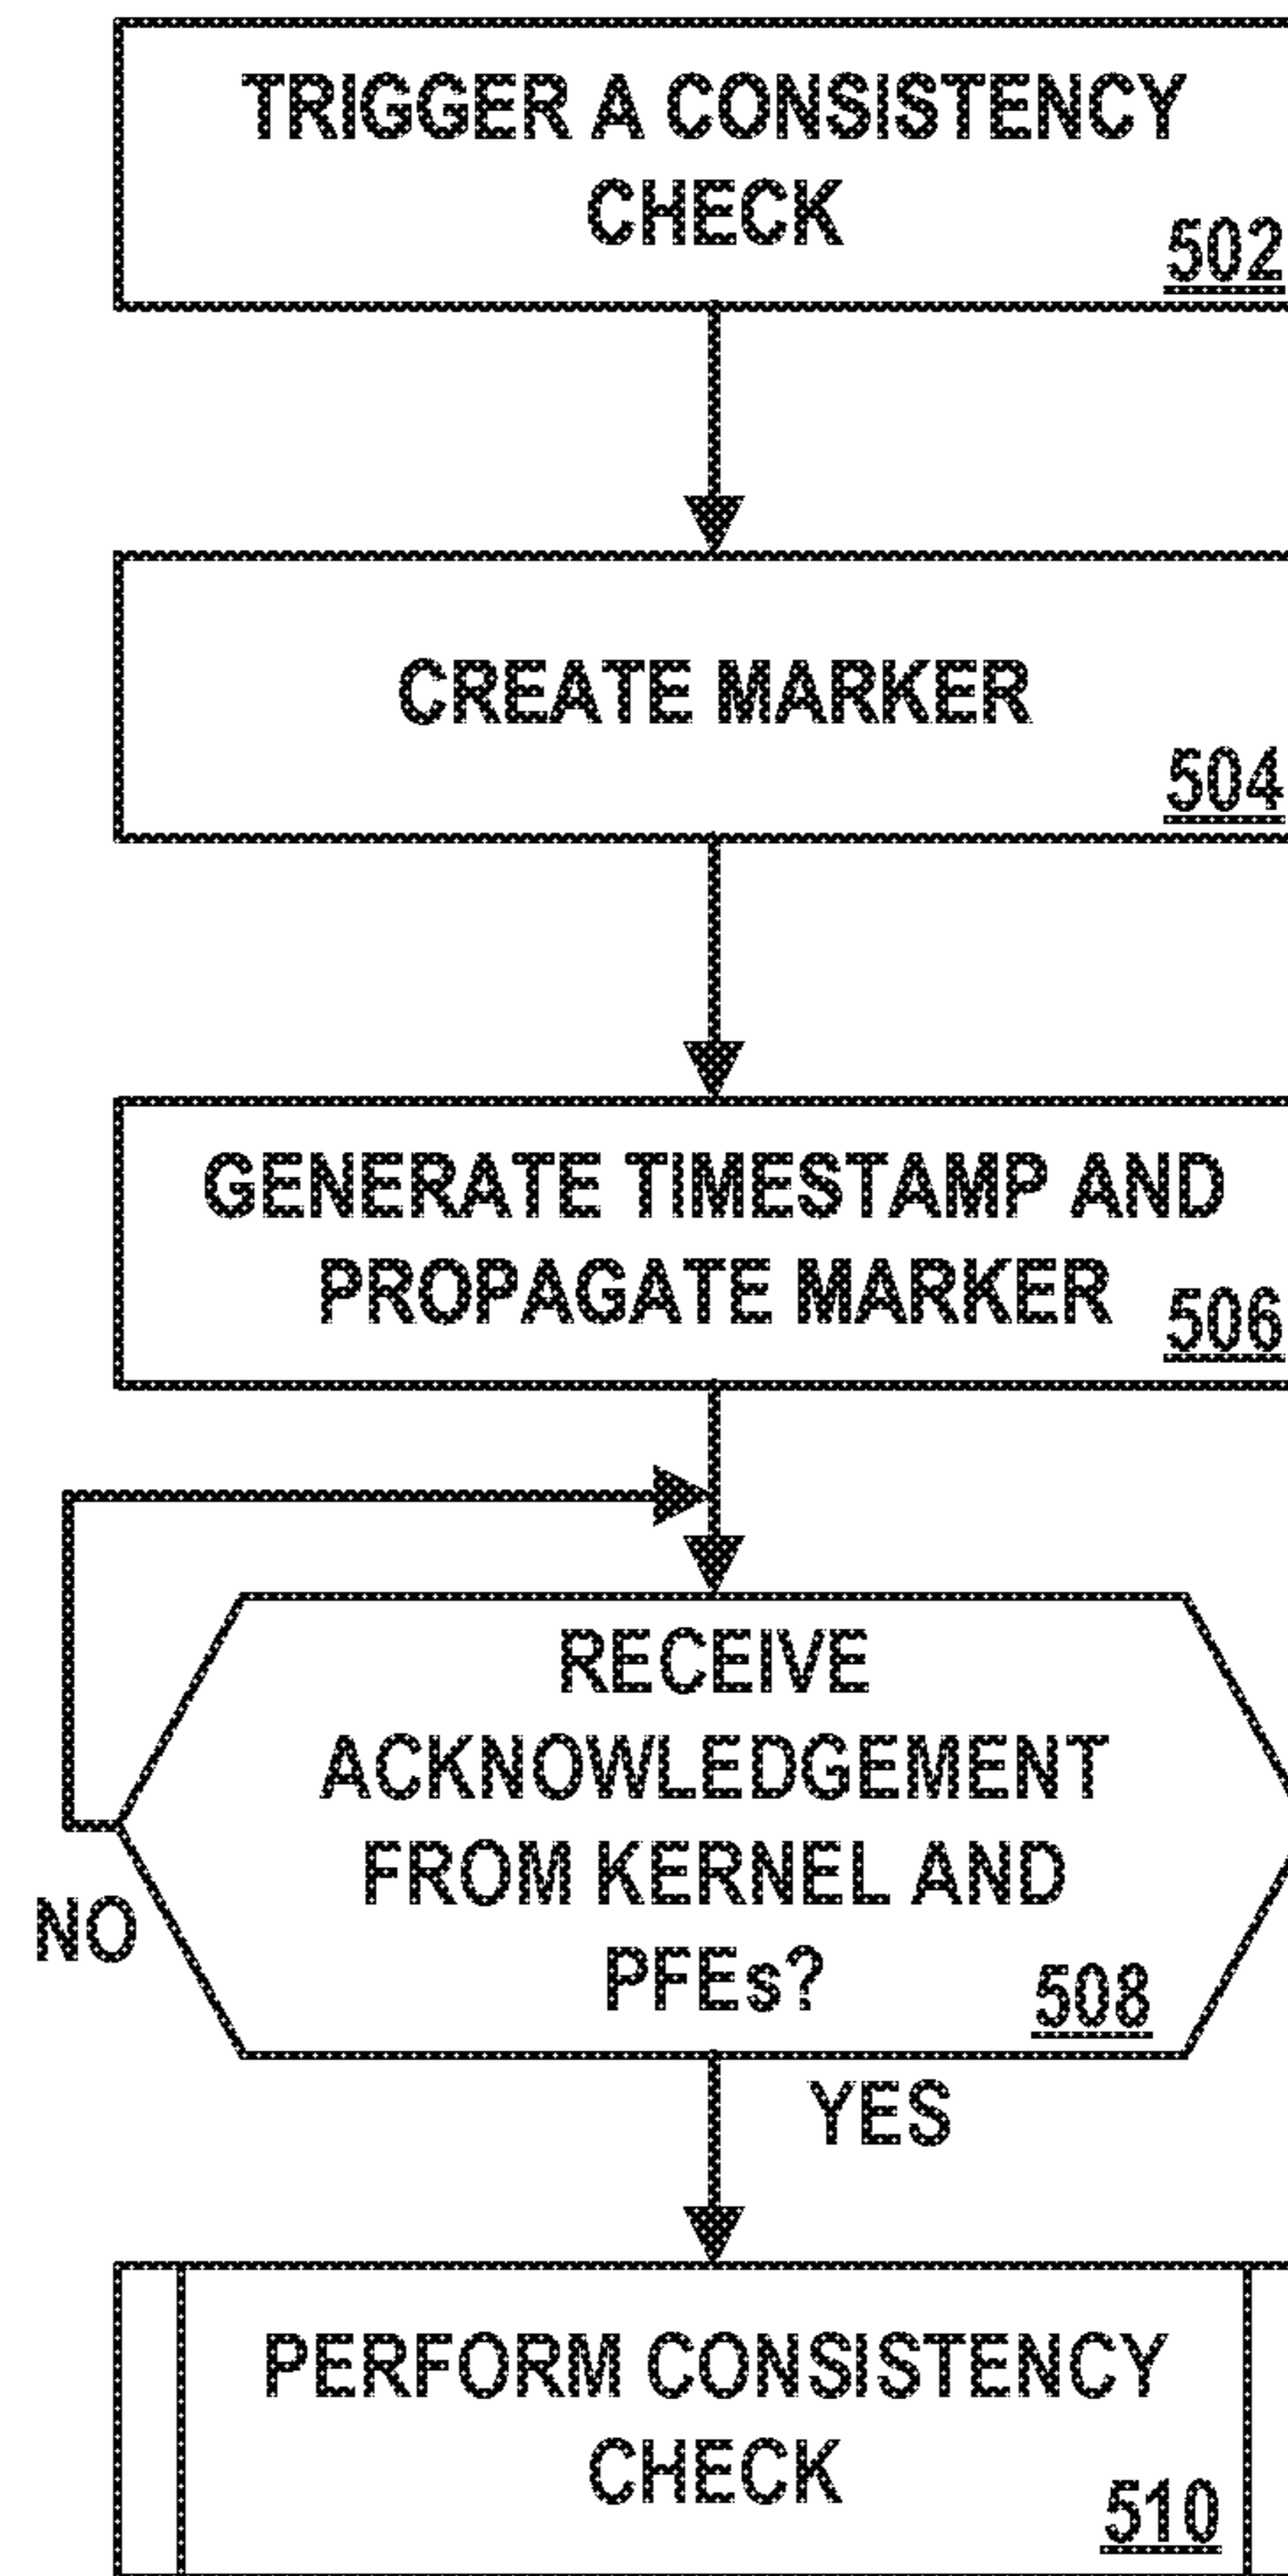 TRIGGER A CONSISTENCY
CHECK
502
CREATE MARKER
504
GENERATE TIMESTAMP AND
PROPAGATE MARKER
506
RECEIVE
ACKNOWLEDGEMENT
FROM KERNEL AND
PFEs?
508
NO
YES
PERFORM CONSISTENCY
CHECK
510